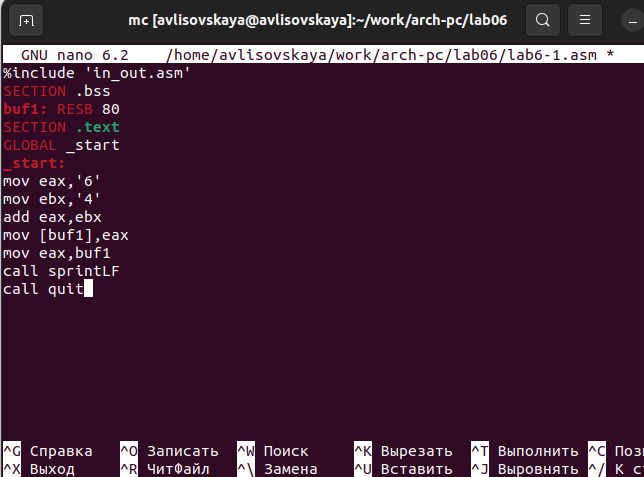 mc [avlisovskaya@avlisovskaya]:~/work/arch-pc/lab06
GNU nano 6.2 /home/avlisovskaya/work/arch-pc/lab06/lab6-1.asm *
%include 'in_out.asm'
SECTION .bss
buf1: RESB 80
SECTION .text
GLOBAL _start
_start:
mov eax,'6'
mov ebx,'4'
add eax,ebx
mov [buf1],eax
mov eax,buf1
call sprintLF
call quit
^G Справка ^O Записать ^W Поиск ^K Вырезать ^T Выполнить ^C Поз
^X Выход ^R ЧитФайл ^\ Замена ^U Вставить ^J Выровнять ^/ К ст